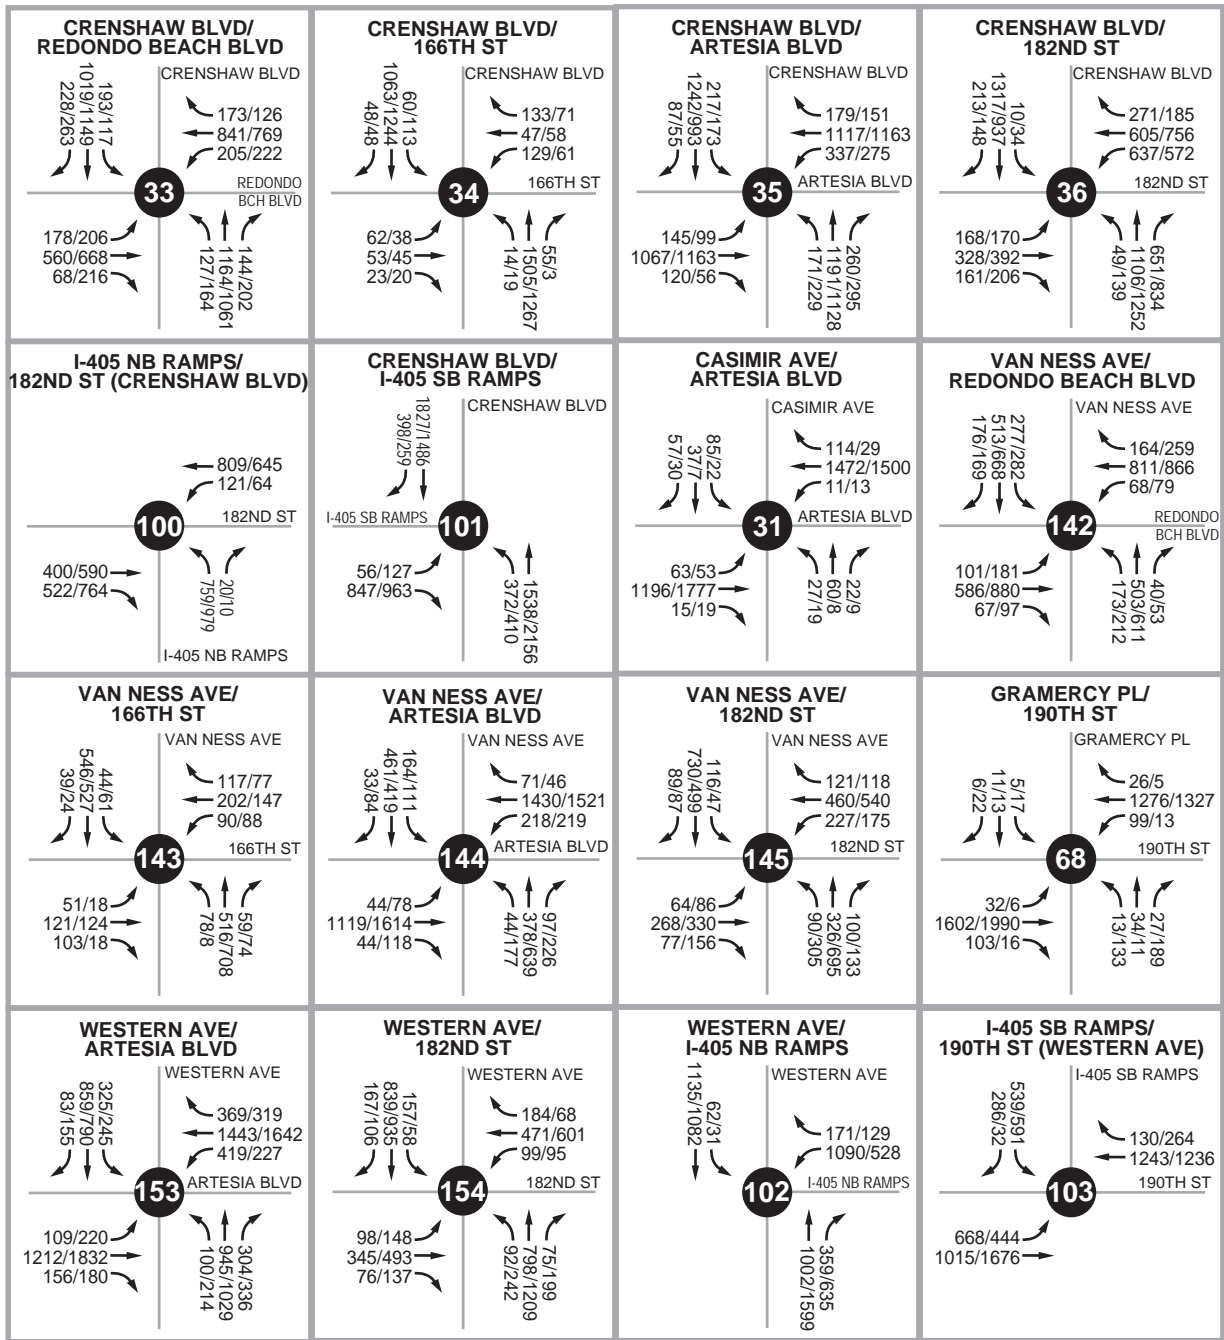 CRENSHAW BLVD/
REDONDO BEACH BLVD
CRENSHAW BLVD
228/263
1019/1149
193/117
173/126
841/769
205/222
33
REDONDO
BCH BLVD
178/206
560/668
68/216
127/164
1164/1061
144/202
CRENSHAW BLVD/
166TH ST
CRENSHAW BLVD
48/48
1063/1244
60/113
133/71
47/58
129/61
34
166TH ST
62/38
53/45
23/20
14/19
1505/1267
55/3
CRENSHAW BLVD/
ARTESIA BLVD
CRENSHAW BLVD
87/55
1242/993
217/173
179/151
1117/1163
337/275
35
ARTESIA BLVD
145/99
1067/1163
120/56
171/229
1191/1128
260/295
CRENSHAW BLVD/
182ND ST
CRENSHAW BLVD
213/148
1317/937
10/34
271/185
605/756
637/572
36
182ND ST
168/170
328/392
161/206
49/139
1106/1252
651/834
I-405 NB RAMPS/
182ND ST (CRENSHAW BLVD)
809/645
121/64
100
182ND ST
400/590
522/764
759/979
20/10
I-405 NB RAMPS
CRENSHAW BLVD/
I-405 SB RAMPS
CRENSHAW BLVD
398/259
1827/1486
I-405 SB RAMPS
101
56/127
847/963
372/410
1538/2156
CASIMIR AVE/
ARTESIA BLVD
CASIMIR AVE
57/30
37/7
85/22
114/29
1472/1500
11/13
31
ARTESIA BLVD
63/53
1196/1777
15/19
27/19
60/8
22/9
VAN NESS AVE/
REDONDO BEACH BLVD
VAN NESS AVE
176/169
513/668
277/282
164/259
811/866
68/79
142
REDONDO
BCH BLVD
101/181
586/880
67/97
173/212
503/611
40/53
VAN NESS AVE/
166TH ST
VAN NESS AVE
39/24
546/527
44/61
117/77
202/147
90/88
143
166TH ST
51/18
121/124
103/18
78/8
516/708
59/74
VAN NESS AVE/
ARTESIA BLVD
VAN NESS AVE
33/84
461/419
164/111
71/46
1430/1521
218/219
144
ARTESIA BLVD
44/78
1119/1614
44/118
44/177
378/639
97/226
VAN NESS AVE/
182ND ST
VAN NESS AVE
89/87
730/499
116/47
121/118
460/540
227/175
145
182ND ST
64/86
268/330
77/156
90/305
326/695
100/133
GRAMERCY PL/
190TH ST
GRAMERCY PL
6/22
11/13
5/17
26/5
1276/1327
99/13
68
190TH ST
32/6
1602/1990
103/16
13/133
34/11
27/189
WESTERN AVE/
ARTESIA BLVD
WESTERN AVE
83/155
859/790
325/245
369/319
1443/1642
419/227
153
ARTESIA BLVD
109/220
1212/1832
156/180
100/214
945/1029
304/336
WESTERN AVE/
182ND ST
WESTERN AVE
167/106
839/935
157/58
184/68
471/601
99/95
154
182ND ST
98/148
345/493
76/137
92/242
798/1209
75/199
WESTERN AVE/
I-405 NB RAMPS
WESTERN AVE
1135/1082
62/31
171/129
1090/528
102
I-405 NB RAMPS
1002/1599
359/635
I-405 SB RAMPS/
190TH ST (WESTERN AVE)
I-405 SB RAMPS
286/32
539/591
130/264
1243/1236
103
190TH ST
668/444
1015/1676